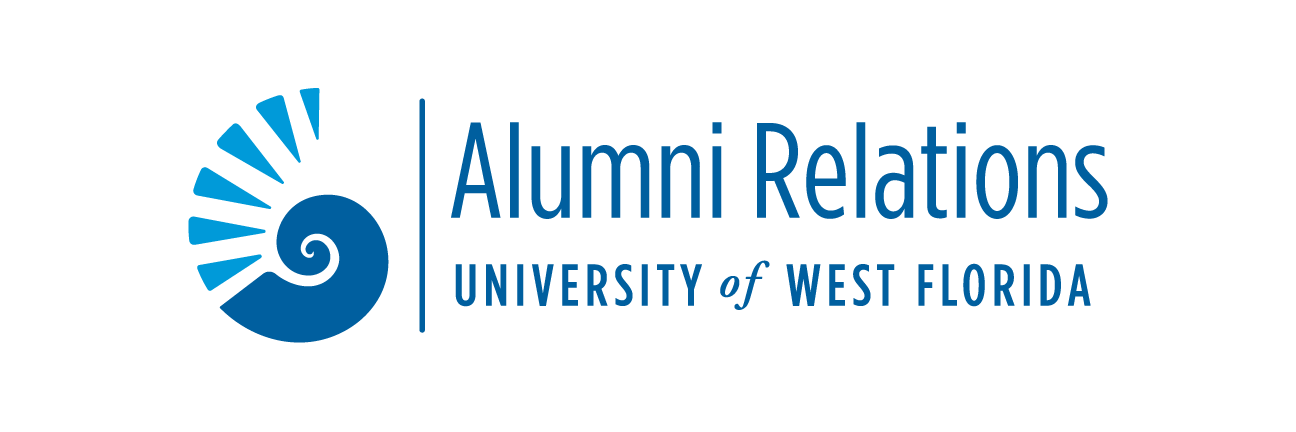 Alumni Relations
UNIVERSITY of WEST FLORIDA